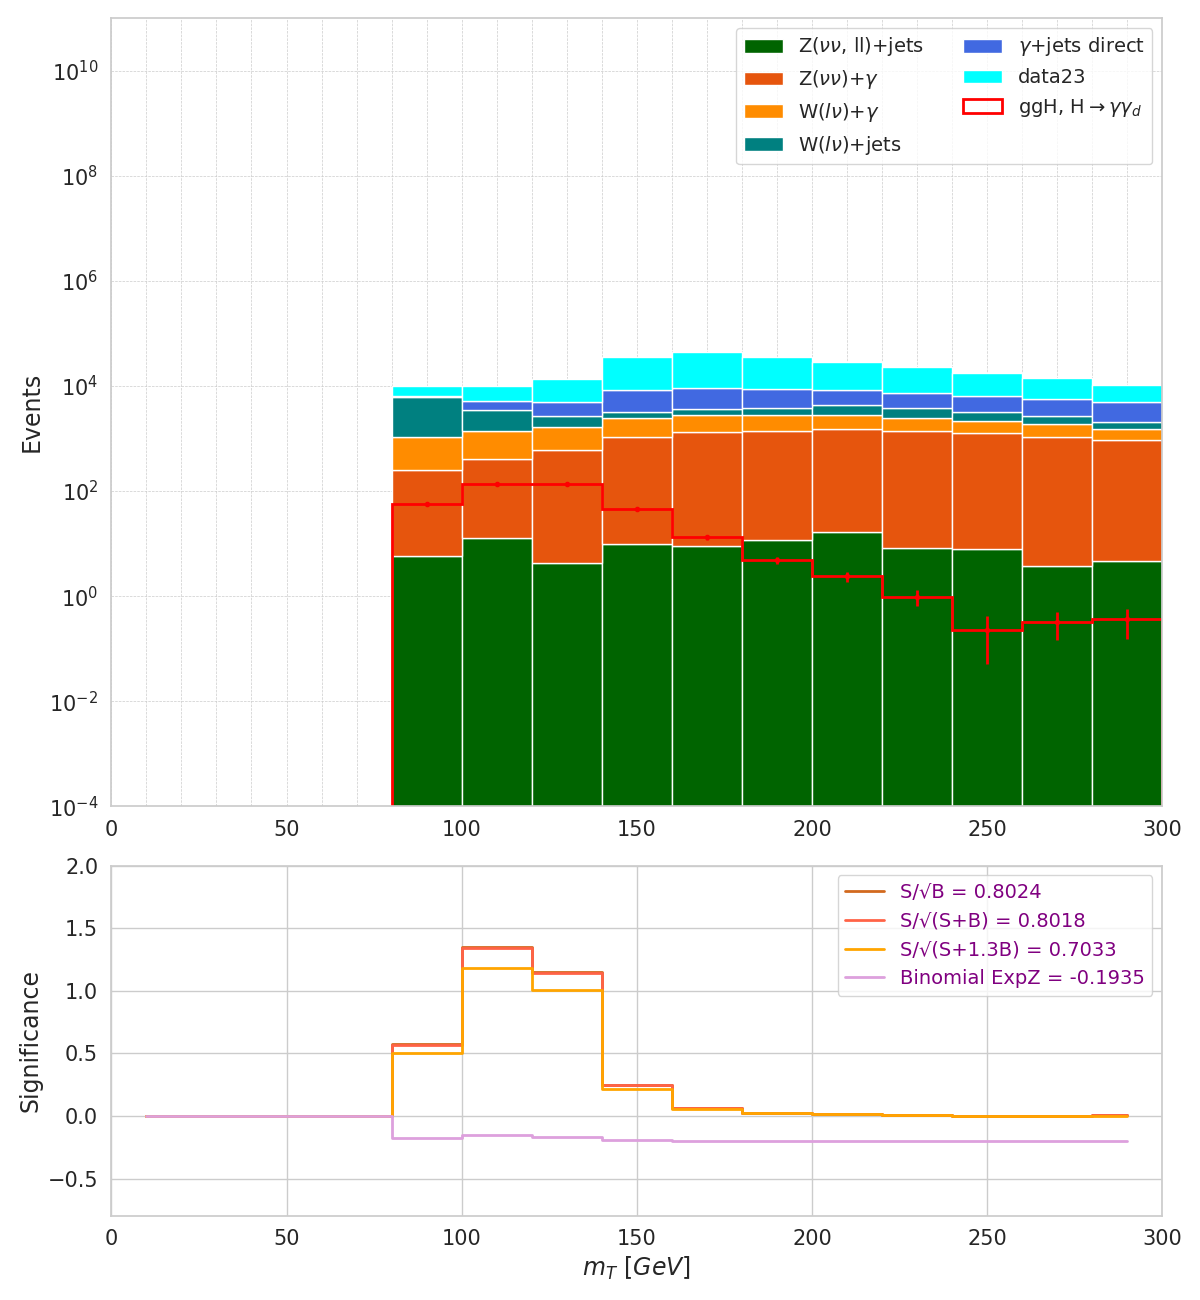 Events
10^10
10^8
10^6
10^4
10^2
10^0
10^−2
10^−4
Z(νν, ll)+jets
Z(νν)+γ
W(lν)+γ
W(lν)+jets
γ+jets direct
data23
ggH, H→γγ_d
0 50 100 150 200 250 300
Significance
2.0
1.5
1.0
0.5
0.0
−0.5
S/√B = 0.8024
S/√(S+B) = 0.8018
S/√(S+1.3B) = 0.7033
Binomial ExpZ = -0.1935
0 50 100 150 200 250 300
m_T [GeV]